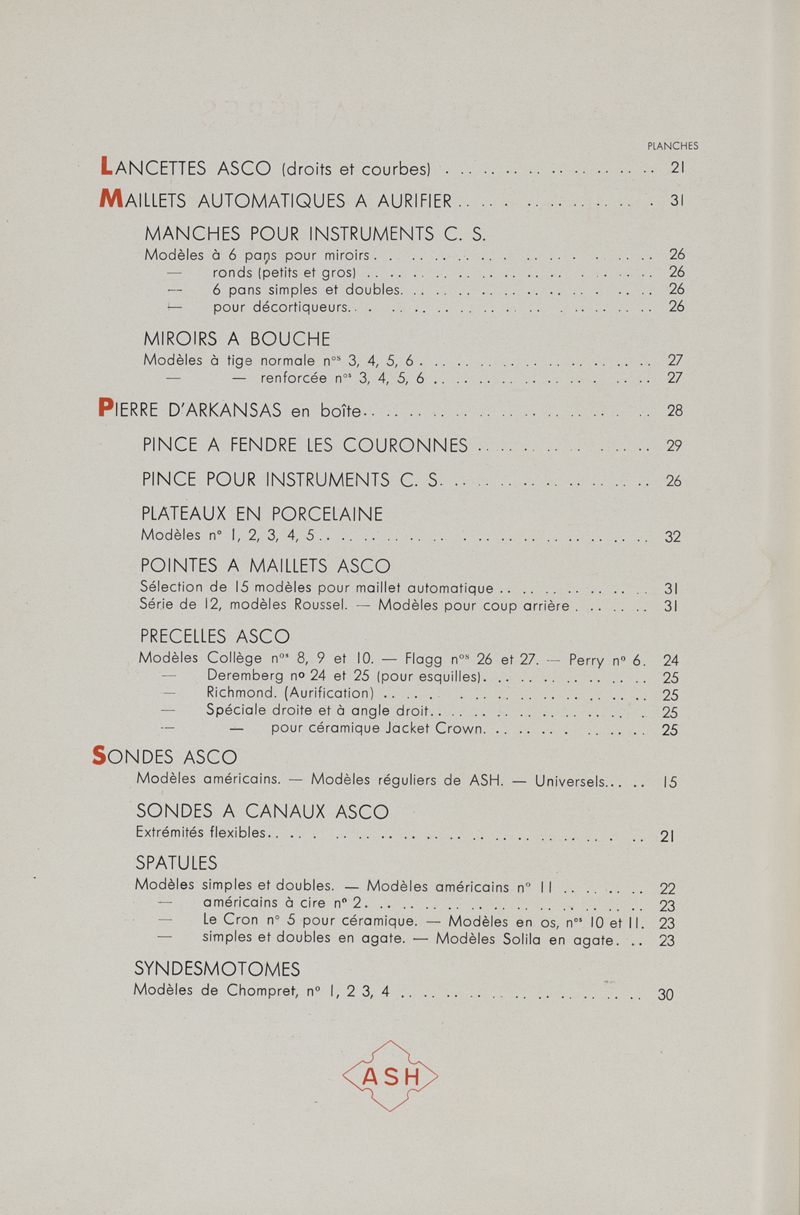 PLANCHES
LANCETTES ASCO (droits et courbes) .. .. .. .. .. .. .. .. .. .. 21
MAILLETS AUTOMATIQUES A AURIFIER .. .. .. .. .. .. .. .. . 31
MANCHES POUR INSTRUMENTS C. S.
Modèles à 6 pans pour miroirs. . .. .. .. .. .. .. .. .. .. .. .. .. 26
— ronds (petits et gros) .. .. .. .. .. .. .. .. .. .. .. .. .. 26
— 6 pans simples et doubles. .. .. .. .. .. .. .. .. .. .. .. 26
— pour décortiqueurs. . . .. .. .. .. .. .. .. .. .. .. .. .. 26
MIROIRS A BOUCHE
Modèles à tige normale nos 3, 4, 5, 6 . .. .. .. .. .. .. .. .. .. .. 27
— — renforcée nos 3, 4, 5, 6 .. .. .. .. .. .. .. .. .. .. 27
PIERRE D'ARKANSAS en boîte. . .. .. .. .. .. .. .. .. .. .. .. .. 28
PINCE A FENDRE LES COURONNES .. .. .. .. .. .. .. .. 29
PINCE POUR INSTRUMENTS C. S. .. .. .. .. .. .. .. .. .. 26
PLATEAUX EN PORCELAINE
Modèles n° 1, 2, 3, 4, 5 .. .. .. .. .. .. .. .. .. .. .. .. .. .. .. 32
POINTES A MAILLETS ASCO
Sélection de 15 modèles pour maillet automatique .. .. .. .. .. .. .. 31
Série de 12, modèles Roussel. — Modèles pour coup arrière . .. .. .. 31
PRECELLES ASCO
Modèles Collège nos 8, 9 et 10. — Flagg nos 26 et 27. — Perry n° 6. 24
— Deremberg no 24 et 25 (pour esquilles). .. .. .. .. .. .. .. 25
— Richmond. (Aurification) .. .. .. .. .. .. .. .. .. .. .. .. 25
— Spéciale droite et à angle droit. . .. .. .. .. .. .. .. .. . 25
— — pour céramique Jacket Crown. .. .. .. .. .. .. .. 25
SONDES ASCO
Modèles américains. — Modèles réguliers de ASH. — Universels. . . .. 15
SONDES A CANAUX ASCO
Extrémités flexibles. . .. . .. .. .. .. .. .. .. .. .. .. .. .. .. .. .. 21
SPATULES
Modèles simples et doubles. — Modèles américains n° 11 .. .. .. .. 22
— américains à cire n° 2. .. .. .. .. .. .. .. .. .. .. .. .. 23
— Le Cron n° 5 pour céramique. — Modèles en os, nos 10 et 11. 23
— simples et doubles en agate. — Modèles Solila en agate. .. 23
SYNDESMOTOMES
Modèles de Chompret, n° 1, 2 3, 4 .. .. .. .. .. .. .. .. .. .. .. 30
ASH